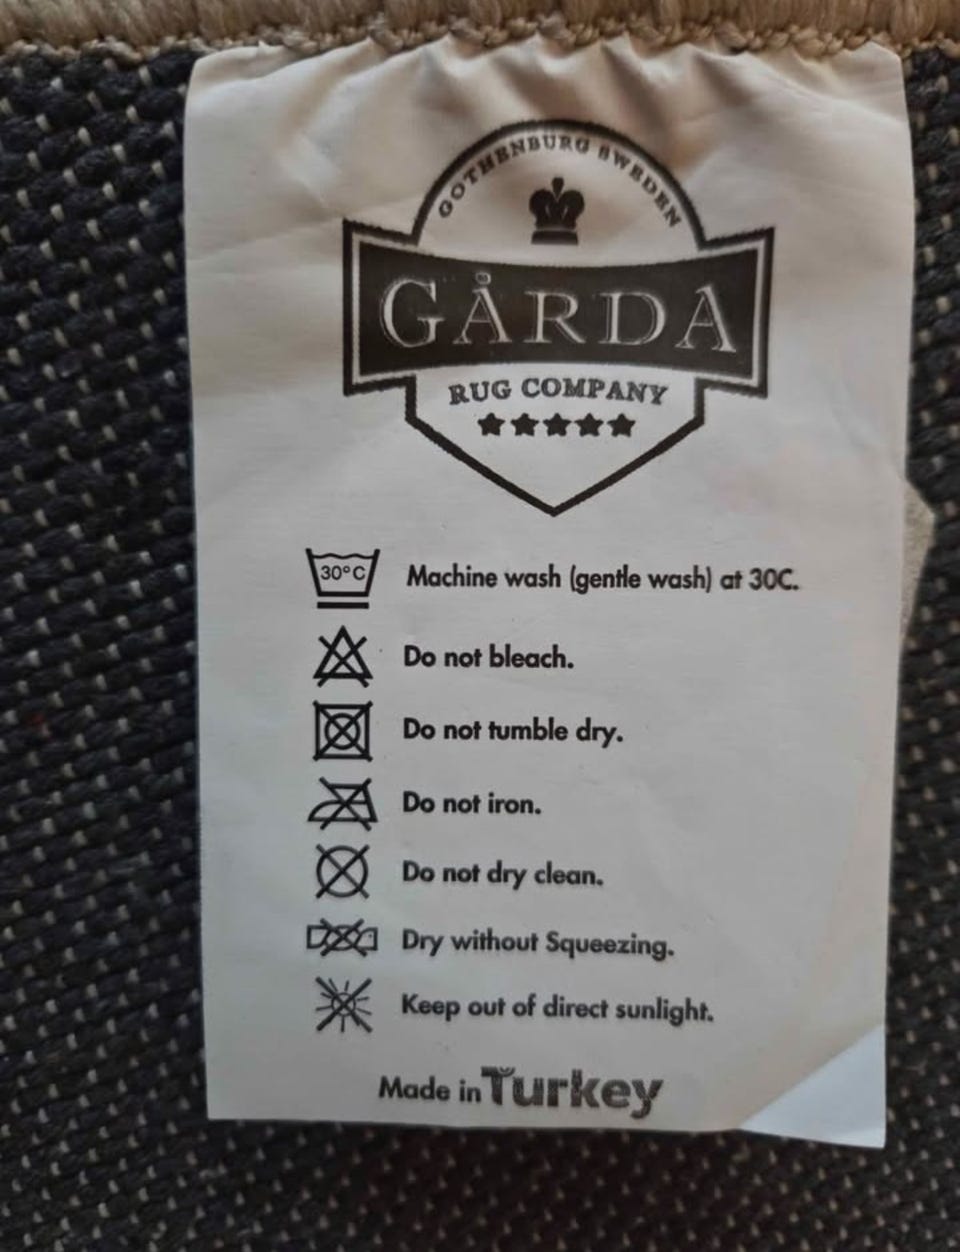 GOTHENBURG SWEDEN
GÅRDA
RUG COMPANY
30°C Machine wash (gentle wash) at 30C.
Do not bleach.
Do not tumble dry.
Do not iron.
Do not dry clean.
Dry without Squeezing.
Keep out of direct sunlight.
Made in Turkey